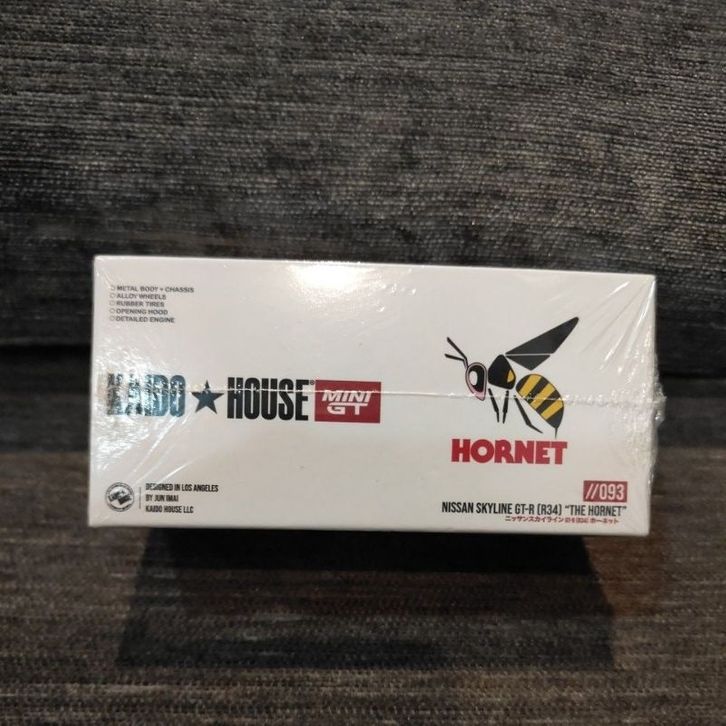 METAL BODY + CHASSIS
ALLOY WHEELS
RUBBER TIRES
OPENING HOOD
DETAILED ENGINE
KAIDO ★ HOUSE® MINI GT
HORNET
DESIGNED IN LOS ANGELES
BY JUN IMAI
KAIDO HOUSE LLC
//093
NISSAN SKYLINE GT-R (R34) "THE HORNET"
ニッサンスカイライン GT-R (R34) ホーネット